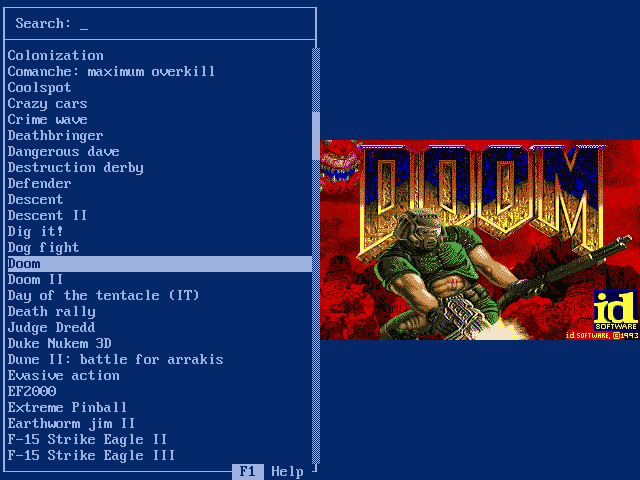 Search: _
Colonization
Comanche: maximum overkill
Coolspot
Crazy cars
Crime wave
Deathbringer
Dangerous dave
Destruction derby
Defender
Descent
Descent II
Dig it!
Dog fight
Doom
Doom II
Day of the tentacle (IT)
Death rally
Judge Dredd
Duke Nukem 3D
Dune II: battle for arrakis
Evasive action
EF2000
Extreme Pinball
Earthworm jim II
F-15 Strike Eagle II
F-15 Strike Eagle III
F1 Help
DOOM
id
SOFTWARE
id SOFTWARE, ©1993